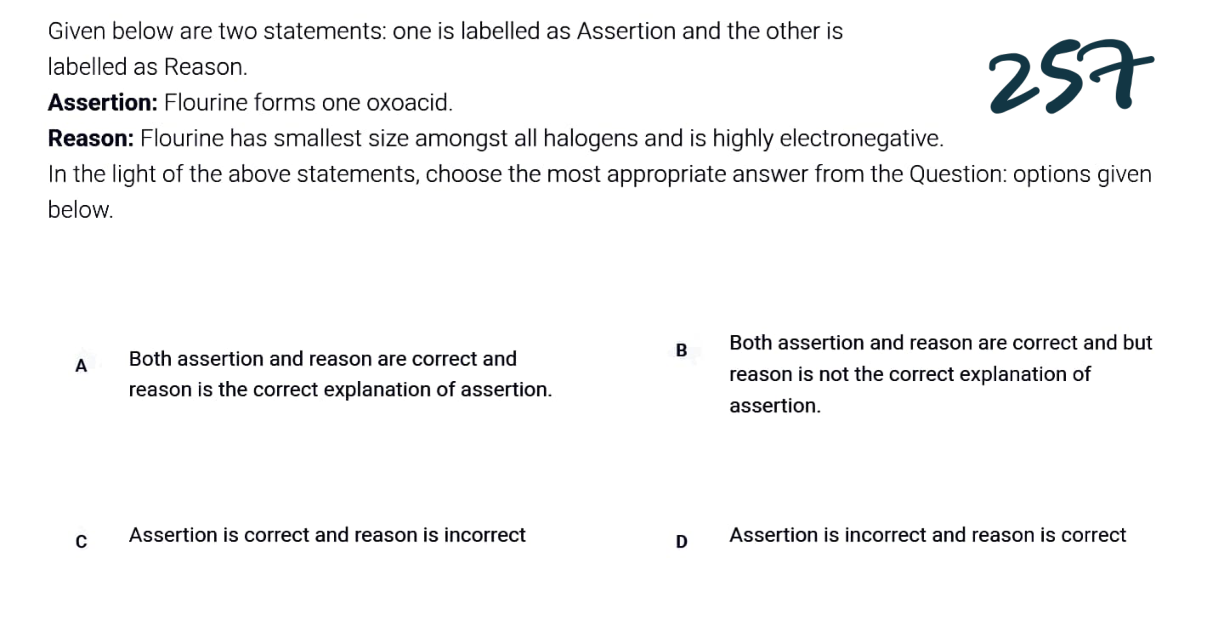 Given below are two statements: one is labelled as Assertion and the other is
labelled as Reason.
257
Assertion: Flourine forms one oxoacid.
Reason: Flourine has smallest size amongst all halogens and is highly electronegative.
In the light of the above statements, choose the most appropriate answer from the Question: options given
below.
A
Both assertion and reason are correct and
reason is the correct explanation of assertion.
B
Both assertion and reason are correct and but
reason is not the correct explanation of
assertion.
C
Assertion is correct and reason is incorrect
D
Assertion is incorrect and reason is correct